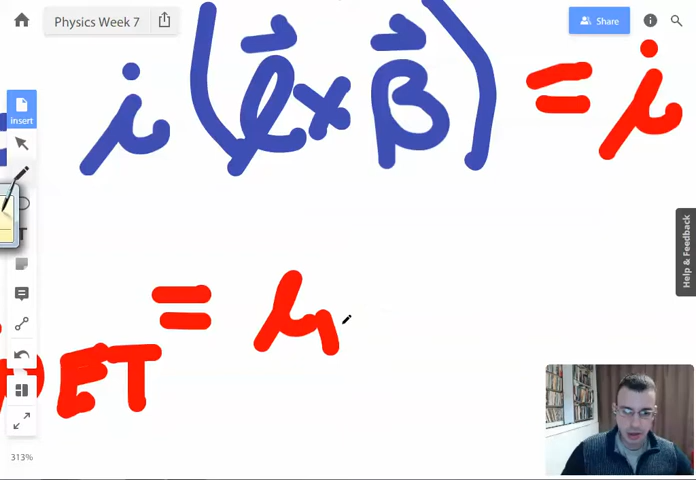 Physics Week 7
Share
insert
i (l⃗ × B⃗) = i
ET = μ
Help & Feedback
313%